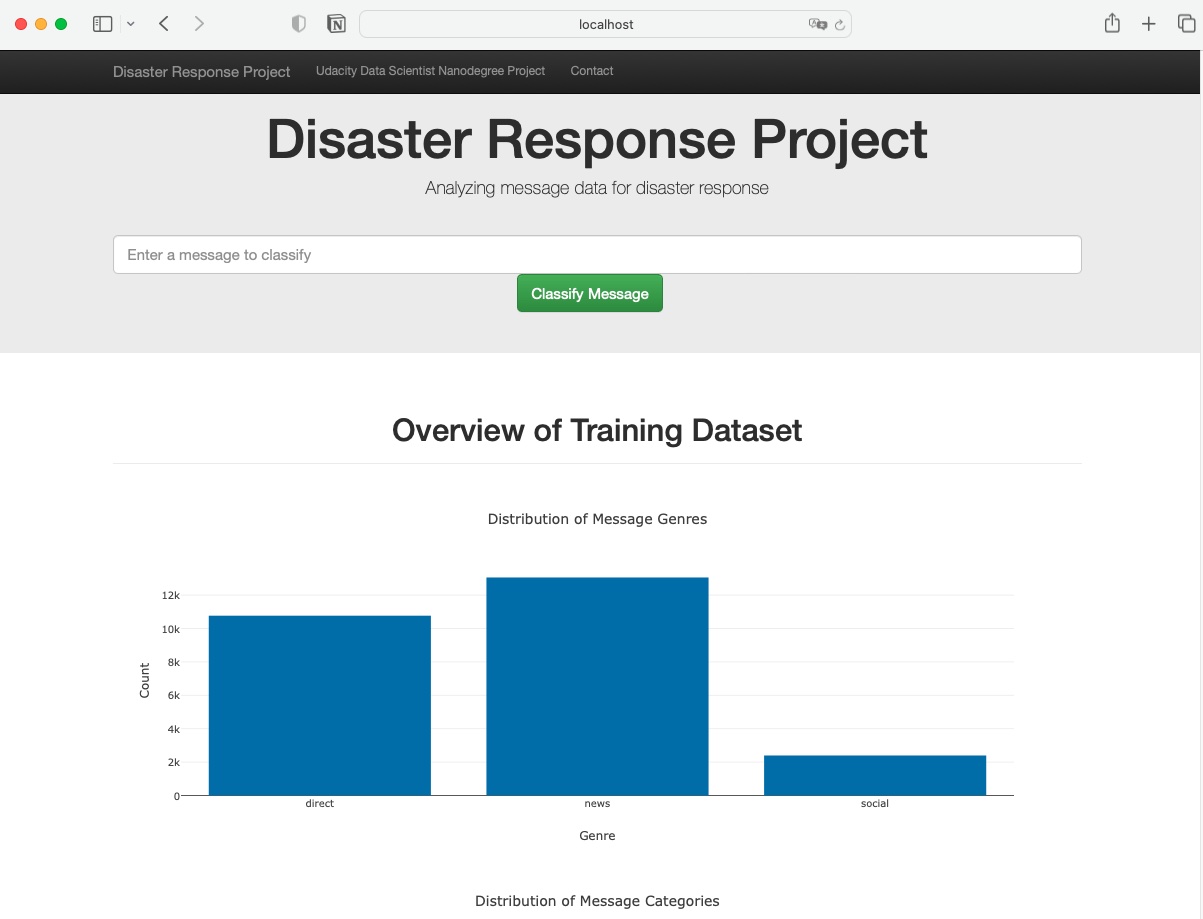 localhost
Disaster Response Project Udacity Data Scientist Nanodegree Project Contact
Disaster Response Project
Analyzing message data for disaster response
Enter a message to classify
Classify Message
Overview of Training Dataset
Distribution of Message Genres
12k
10k
8k
6k
4k
2k
0
Count
direct news social
Genre
Distribution of Message Categories